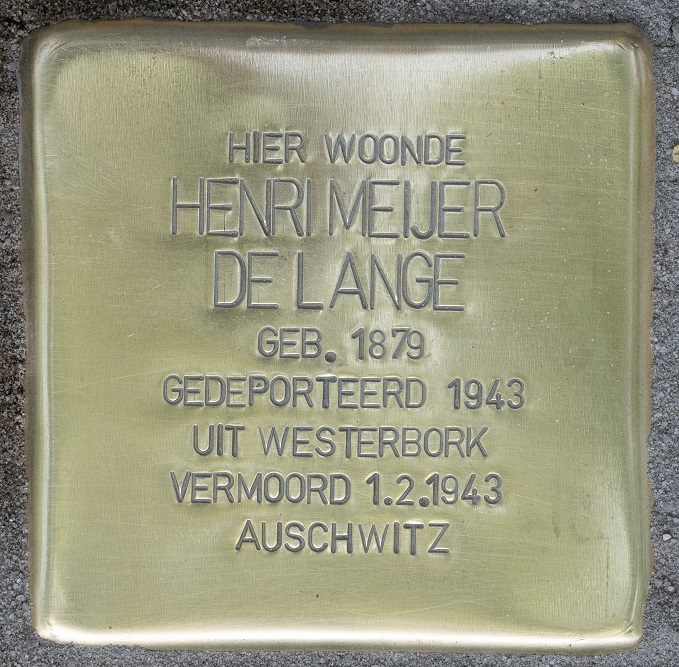 HIER WOONDE
HENRI MEIJER
DE LANGE
GEB. 1879
GEDEPORTEERD 1943
UIT WESTERBORK
VERMOORD 1.2.1943
AUSCHWITZ